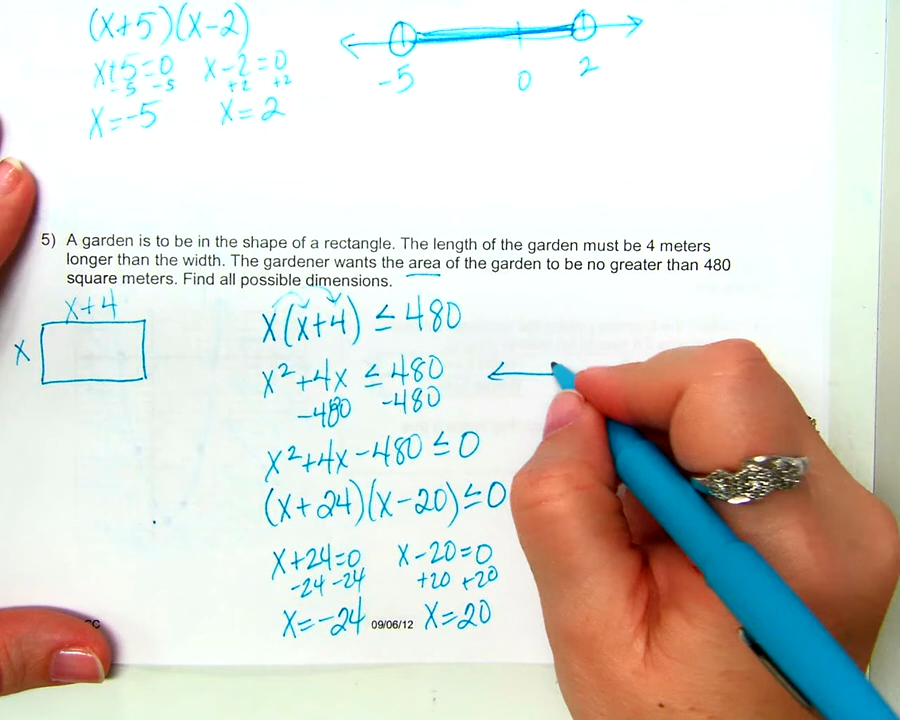 (x+5)(x-2)
x+5=0 x-2=0
-5 -5 +2 +2
x=-5 x=2
-5 0 2
5) A garden is to be in the shape of a rectangle. The length of the garden must be 4 meters
longer than the width. The gardener wants the area of the garden to be no greater than 480
square meters. Find all possible dimensions.
x+4
x
x(x+4) ≤ 480
x²+4x ≤ 480
-480 -480
x²+4x-480 ≤ 0
(x+24)(x-20) ≤ 0
x+24=0 x-20=0
-24 -24 +20 +20
x=-24 x=20
09/06/12